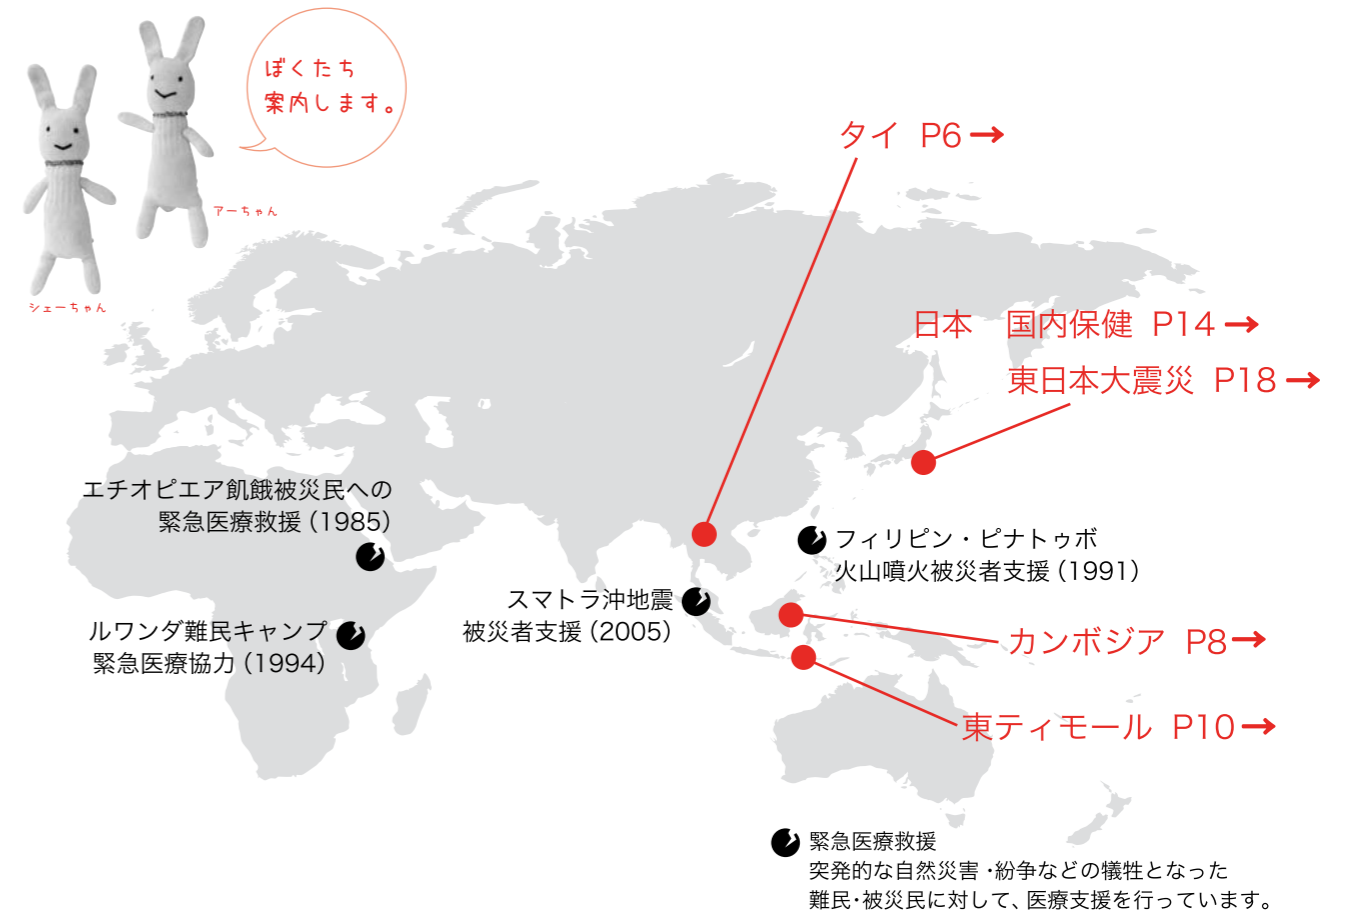 ぼくたち
案内します。
アーちゃん
シェーちゃん
タイ P6→
日本　国内保健 P14→
東日本大震災 P18→
エチオピエア飢餓被災民への
緊急医療救援（1985）
フィリピン・ピナトゥボ
火山噴火被災者支援（1991）
スマトラ沖地震
被災者支援（2005）
ルワンダ難民キャンプ
緊急医療協力（1994）
カンボジア P8→
東ティモール P10→
緊急医療救援
突発的な自然災害・紛争などの犠牲となった
難民・被災民に対して、医療支援を行っています。